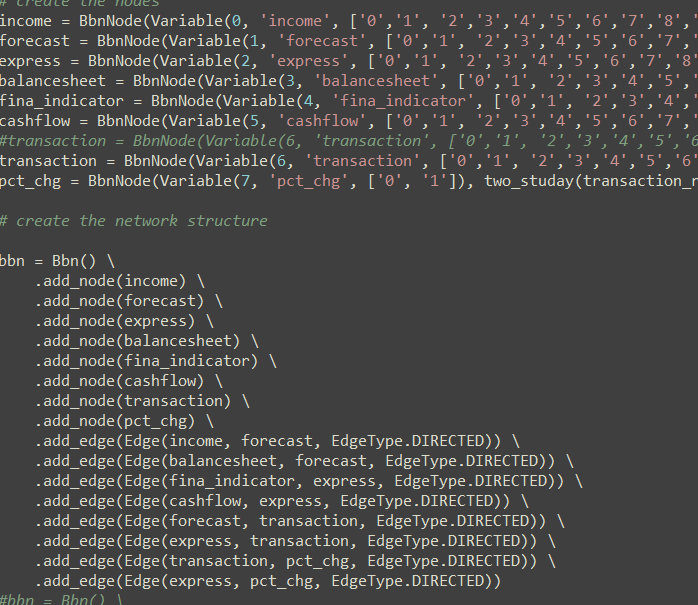 # create the nodes
income = BbnNode(Variable(0, 'income', ['0','1', '2','3','4','5','6','7','8',
forecast = BbnNode(Variable(1, 'forecast', ['0','1', '2','3','4','5','6','7',
express = BbnNode(Variable(2, 'express', ['0','1', '2','3','4','5','6','7','8'
balancesheet = BbnNode(Variable(3, 'balancesheet', ['0','1', '2','3','4','5',
fina_indicator = BbnNode(Variable(4, 'fina_indicator', ['0','1', '2','3','4',
cashflow = BbnNode(Variable(5, 'cashflow', ['0','1', '2','3','4','5','6','7',
#transaction = BbnNode(Variable(6, 'transaction', ['0','1', '2','3','4','5','6
transaction = BbnNode(Variable(6, 'transaction', ['0','1', '2','3','4','5','6'
pct_chg = BbnNode(Variable(7, 'pct_chg', ['0', '1']), two_studay(transaction_n
# create the network structure
bbn = Bbn() \
.add_node(income) \
.add_node(forecast) \
.add_node(express) \
.add_node(balancesheet) \
.add_node(fina_indicator) \
.add_node(cashflow) \
.add_node(transaction) \
.add_node(pct_chg) \
.add_edge(Edge(income, forecast, EdgeType.DIRECTED)) \
.add_edge(Edge(balancesheet, forecast, EdgeType.DIRECTED)) \
.add_edge(Edge(fina_indicator, express, EdgeType.DIRECTED)) \
.add_edge(Edge(cashflow, express, EdgeType.DIRECTED)) \
.add_edge(Edge(forecast, transaction, EdgeType.DIRECTED)) \
.add_edge(Edge(express, transaction, EdgeType.DIRECTED)) \
.add_edge(Edge(transaction, pct_chg, EdgeType.DIRECTED)) \
.add_edge(Edge(express, pct_chg, EdgeType.DIRECTED))
#bbn = Bbn() \